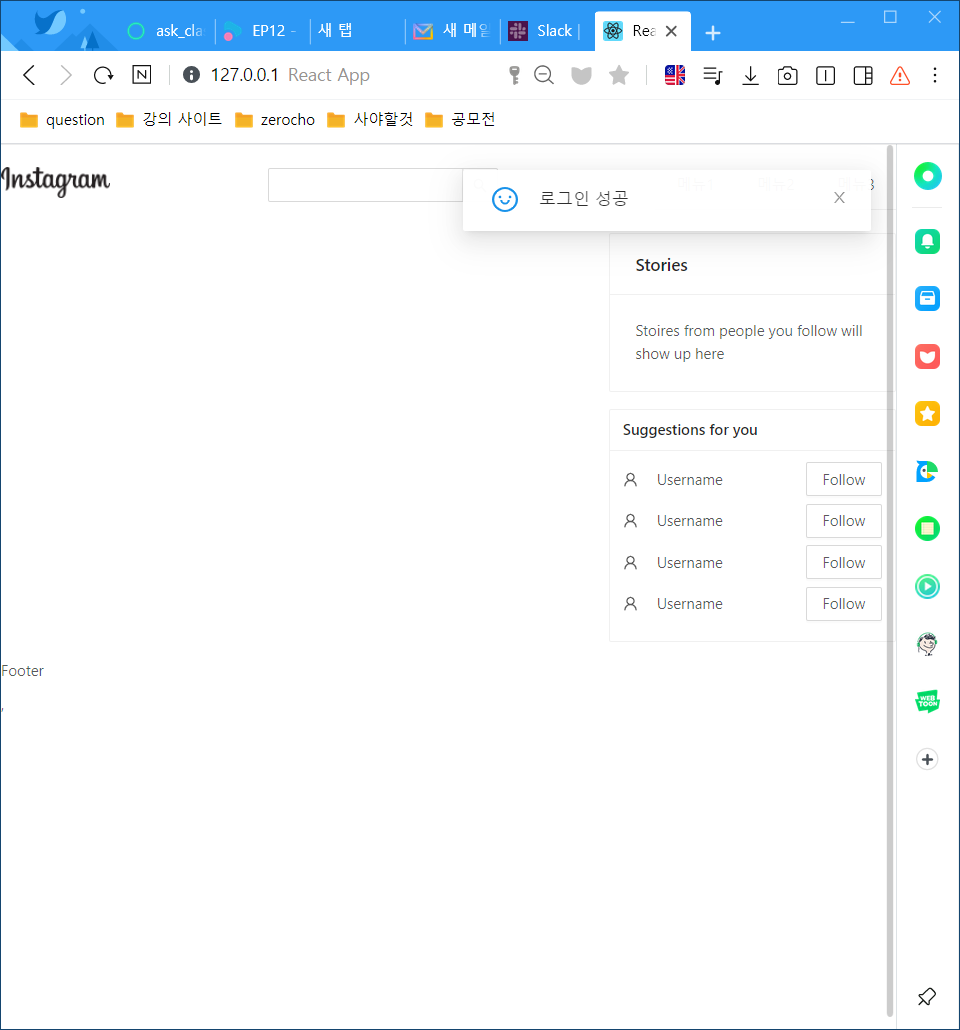 ask_cla
EP12 -
새 탭
새 메일
Slack
Rea
N
127.0.0.1 React App
question
강의 사이트
zerocho
사야할것
공모전
Instagram
로그인 성공
Stories
Stoires from people you follow will
show up here
Suggestions for you
Username
Follow
Username
Follow
Username
Follow
Username
Follow
Footer
,
WEB
TOON